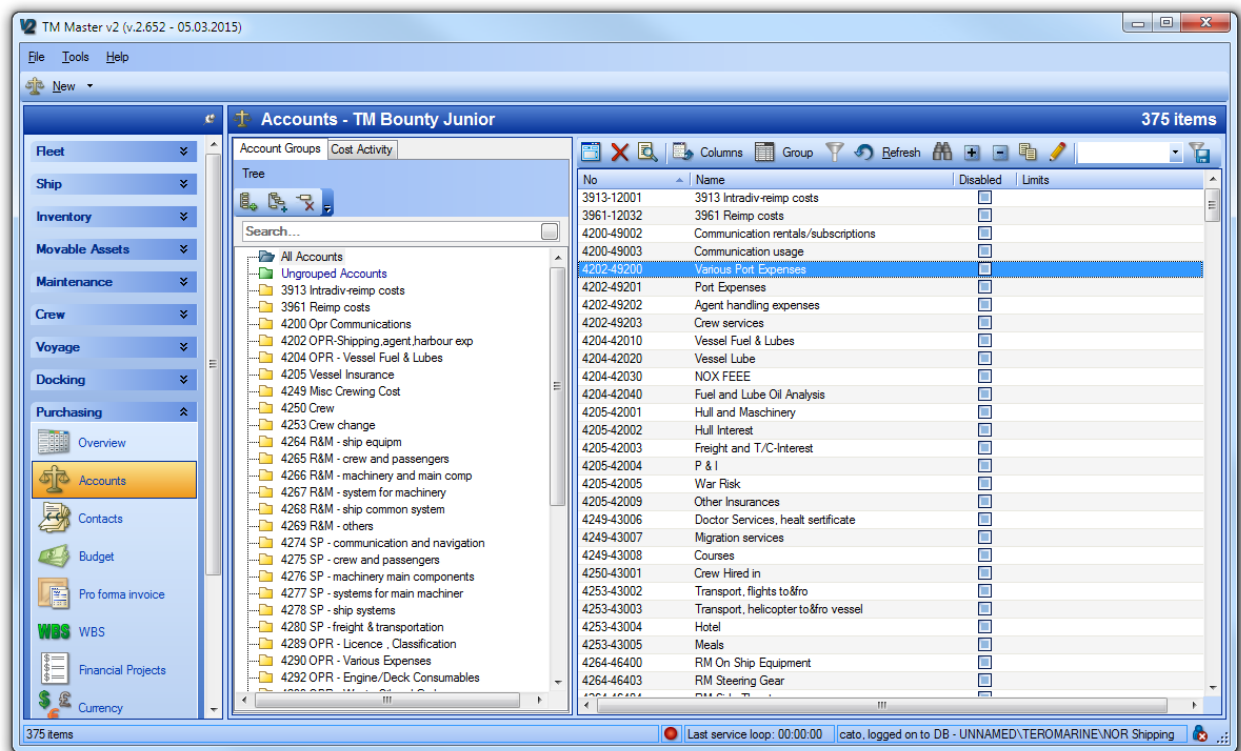 TM Master v2 (v.2.652 - 05.03.2015)
File Tools Help
New
Accounts - TM Bounty Junior 375 items
Fleet
Ship
Inventory
Movable Assets
Maintenance
Crew
Voyage
Docking
Purchasing
Overview
Accounts
Contacts
Budget
Pro forma invoice
WBS WBS
Financial Projects
Currency
Account Groups Cost Activity
Tree
Search...
All Accounts
Ungrouped Accounts
3913 Intradiv-reimp costs
3961 Reimp costs
4200 Opr Communications
4202 OPR-Shipping,agent,harbour exp
4204 OPR - Vessel Fuel & Lubes
4205 Vessel Insurance
4249 Misc Crewing Cost
4250 Crew
4253 Crew change
4264 R&M - ship equipm
4265 R&M - crew and passengers
4266 R&M - machinery and main comp
4267 R&M - system for machinery
4268 R&M - ship common system
4269 R&M - others
4274 SP - communication and navigation
4275 SP - crew and passengers
4276 SP - machinery main components
4277 SP - systems for main machiner
4278 SP - ship systems
4280 SP - freight & transportation
4289 OPR - Licence , Classification
4290 OPR - Various Expenses
4292 OPR - Engine/Deck Consumables
Columns Group Refresh
No Name Disabled Limits
3913-12001 3913 Intradiv-reimp costs
3961-12032 3961 Reimp costs
4200-49002 Communication rentals/subscriptions
4200-49003 Communication usage
4202-49200 Various Port Expenses
4202-49201 Port Expenses
4202-49202 Agent handling expenses
4202-49203 Crew services
4204-42010 Vessel Fuel & Lubes
4204-42020 Vessel Lube
4204-42030 NOX FEEE
4204-42040 Fuel and Lube Oil Analysis
4205-42001 Hull and Maschinery
4205-42002 Hull Interest
4205-42003 Freight and T/C-Interest
4205-42004 P & I
4205-42005 War Risk
4205-42009 Other Insurances
4249-43006 Doctor Services, healt sertificate
4249-43007 Migration services
4249-43008 Courses
4250-43001 Crew Hired in
4253-43002 Transport, flights to&fro
4253-43003 Transport, helicopter to&fro vessel
4253-43004 Hotel
4253-43005 Meals
4264-46400 RM On Ship Equipment
4264-46403 RM Steering Gear
375 items
Last service loop: 00:00:00
cato, logged on to DB - UNNAMED\TEROMARINE\NOR Shipping